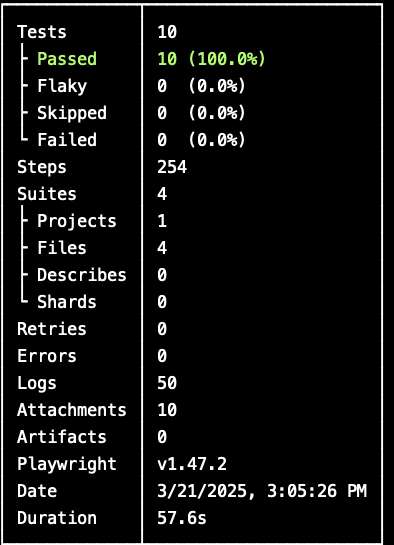 Tests 10
Passed 10 (100.0%)
Flaky 0 (0.0%)
Skipped 0 (0.0%)
Failed 0 (0.0%)
Steps 254
Suites 4
Projects 1
Files 4
Describes 0
Shards 0
Retries 0
Errors 0
Logs 50
Attachments 10
Artifacts 0
Playwright v1.47.2
Date 3/21/2025, 3:05:26 PM
Duration 57.6s